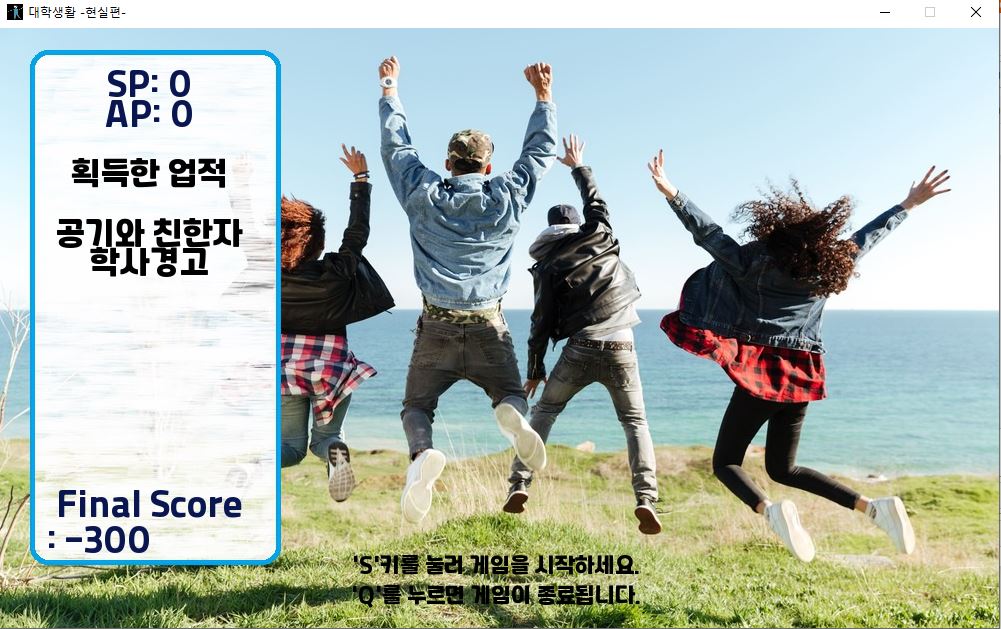 대학생활 -현실편-
SP: 0
AP: 0
획득한 업적
공기와 친한자
학사경고
Final Score
: -300
'S'키를 눌러 게임을 시작하세요.
'Q'를 누르면 게임이 종료됩니다.